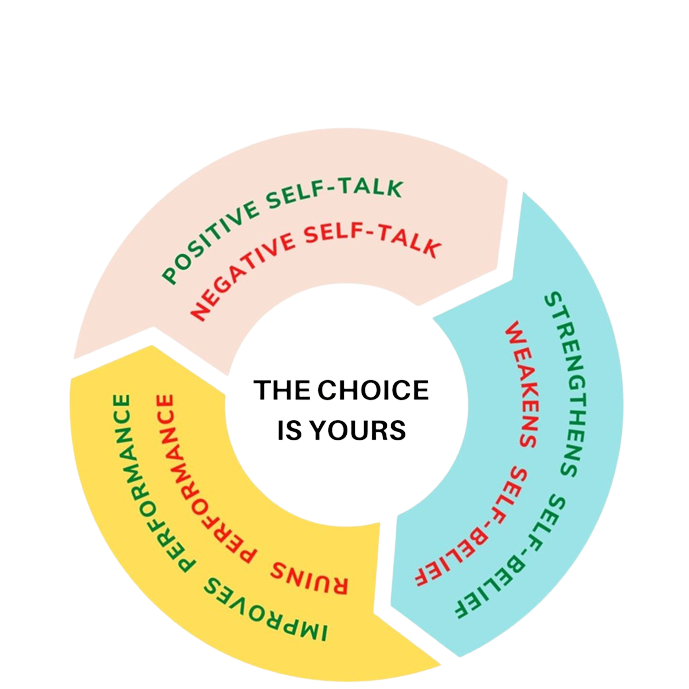 POSITIVE SELF-TALK
NEGATIVE SELF-TALK
STRENGTHENS SELF-BELIEF
WEAKENS SELF-BELIEF
IMPROVES PERFORMANCE
RUINS PERFORMANCE
THE CHOICE
IS YOURS